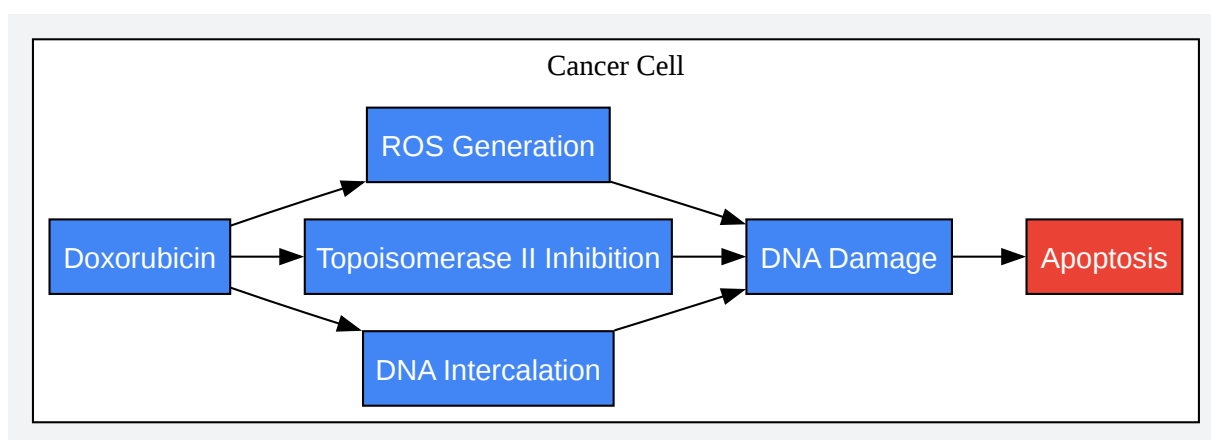 Cancer Cell
ROS Generation
Doxorubicin
Topoisomerase II Inhibition
DNA Damage
Apoptosis
DNA Intercalation